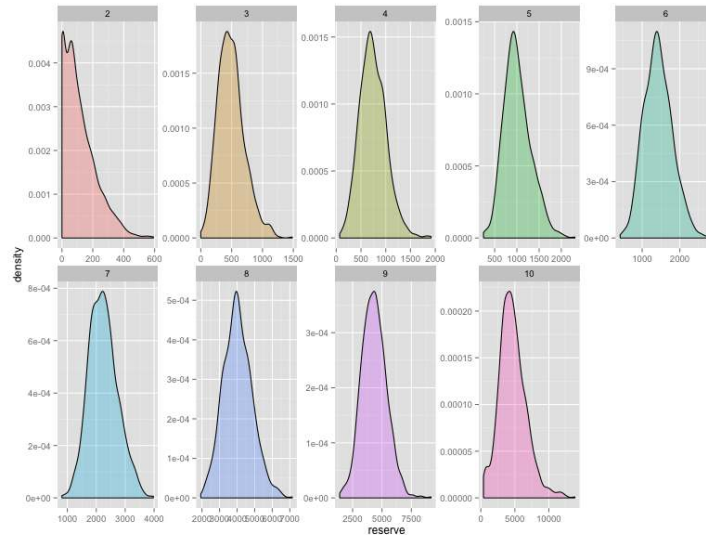 2
3
4
5
6
0.004
0.003
0.002
0.001
0.000
0.0015
0.0010
0.0005
0.0000
0.0015
0.0010
0.0005
0.0000
0.0015
0.0010
0.0005
0.0000
9e-04
6e-04
3e-04
0e+00
0 200 400 600
0 500 1000 1500
0 500 1000 1500 2000
500 1000 1500 2000
1000 2000
density
7
8
9
10
8e-04
6e-04
4e-04
2e-04
0e+00
5e-04
4e-04
3e-04
2e-04
1e-04
0e+00
3e-04
2e-04
1e-04
0e+00
0.00020
0.00015
0.00010
0.00005
0.00000
1000 2000 3000 4000
2000 3000 4000 5000 6000 7000
2500 5000 7500
0 5000 10000
reserve